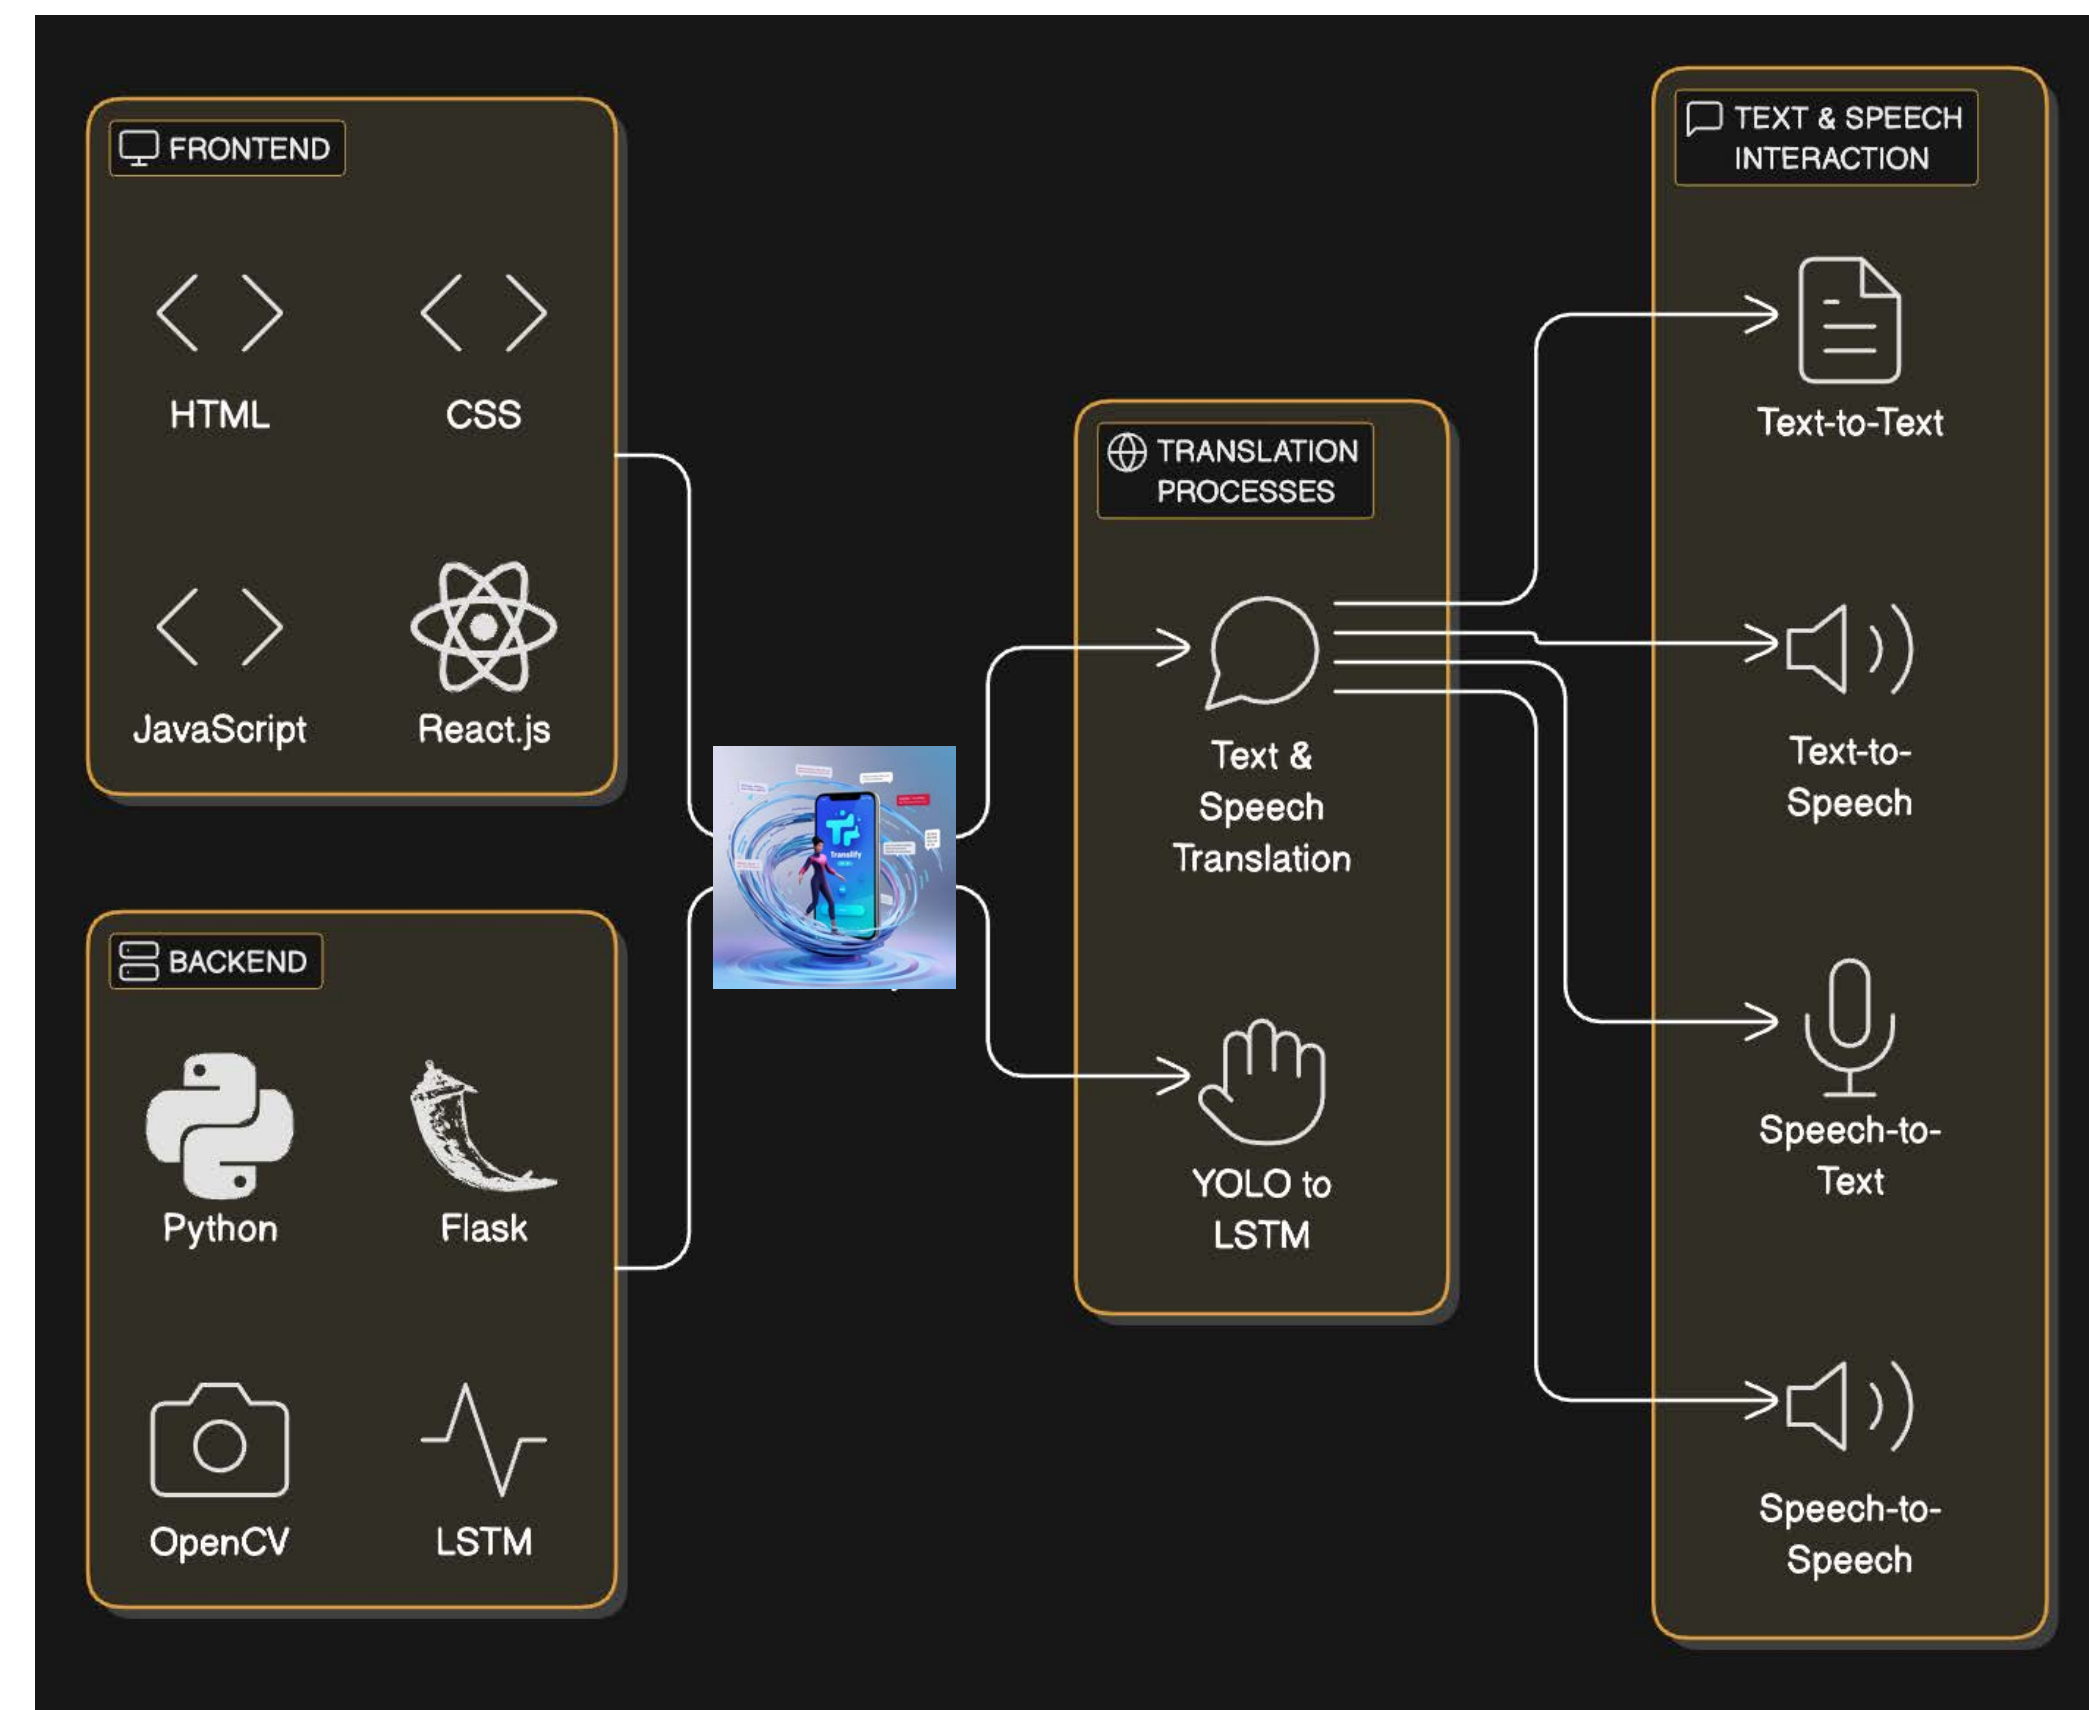 FRONTEND
HTML
CSS
JavaScript
React.js
BACKEND
Python
Flask
OpenCV
LSTM
Translify
TRANSLATION
PROCESSES
Text &
Speech
Translation
YOLO to
LSTM
TEXT & SPEECH
INTERACTION
Text-to-Text
Text-to-
Speech
Speech-to-
Text
Speech-to-
Speech